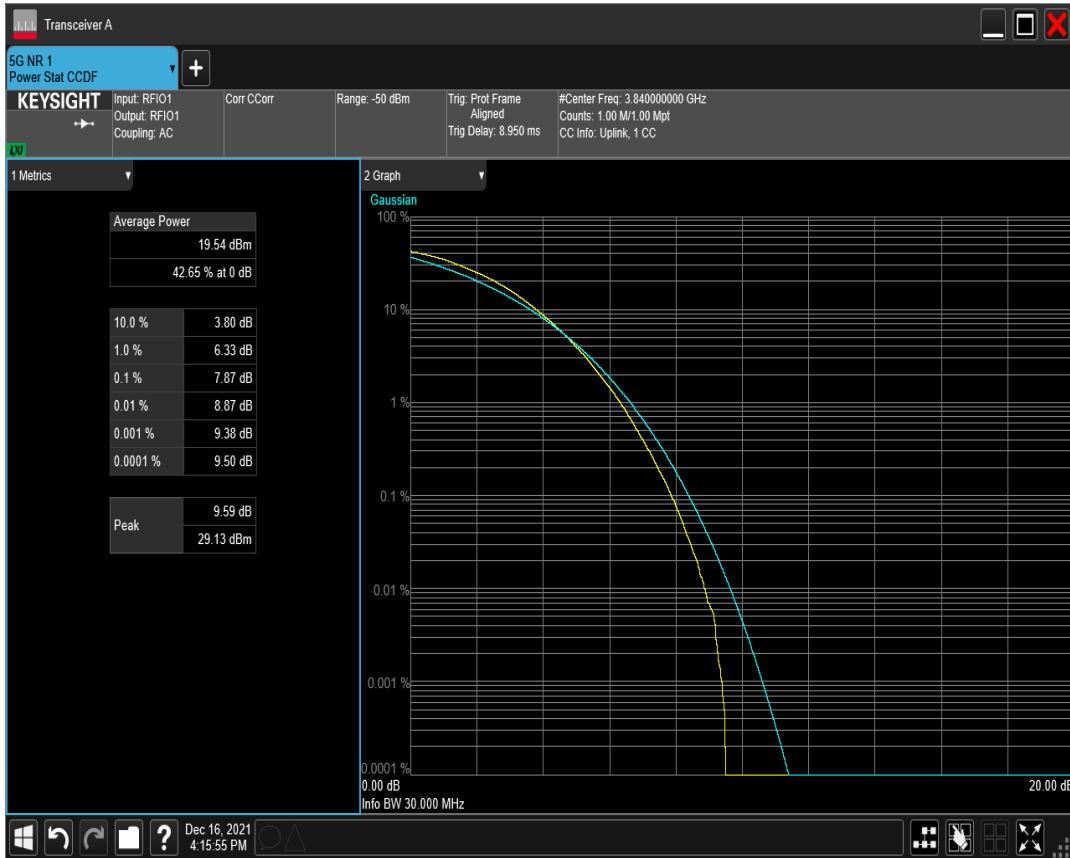 Transceiver A
5G NR 1
Power Stat CCDF
KEYSIGHT
LXI
Input: RFIO1
Output: RFIO1
Coupling: AC
Corr CCorr
Range: -50 dBm
Trig: Prot Frame
Aligned
Trig Delay: 8.950 ms
#Center Freq: 3.840000000 GHz
Counts: 1.00 M/1.00 Mpt
CC Info: Uplink, 1 CC
1 Metrics
Average Power
19.54 dBm
42.65 % at 0 dB
10.0 % 3.80 dB
1.0 % 6.33 dB
0.1 % 7.87 dB
0.01 % 8.87 dB
0.001 % 9.38 dB
0.0001 % 9.50 dB
Peak
9.59 dB
29.13 dBm
2 Graph
Gaussian
100 %
10 %
1 %
0.1 %
0.01 %
0.001 %
0.0001 %
0.00 dB 20.00 dB
Info BW 30.000 MHz
? Dec 16, 2021
4:15:55 PM